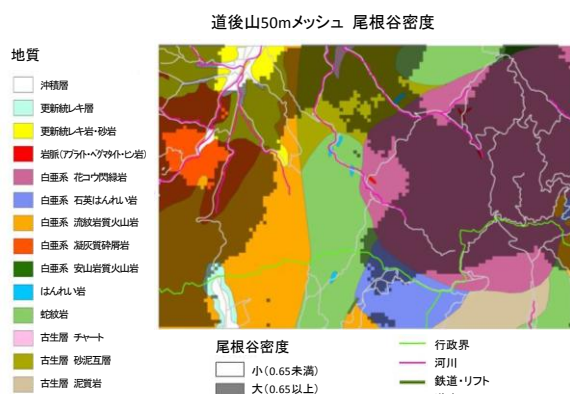 道後山50mメッシュ 尾根谷密度
地質
沖積層
更新統レキ層
更新統レキ岩・砂岩
岩脈(アプライト・ペグマタイト・ヒン岩)
白亜系 花コウ閃緑岩
白亜系 石英はんれい岩
白亜系 流紋岩質火山岩
白亜系 凝灰質砕屑岩
白亜系 安山岩質火山岩
はんれい岩
蛇紋岩
古生層 チャート
古生層 砂泥互層
古生層 泥質岩
尾根谷密度
小(0.65未満)
大(0.65以上)
行政界
河川
鉄道・リフト